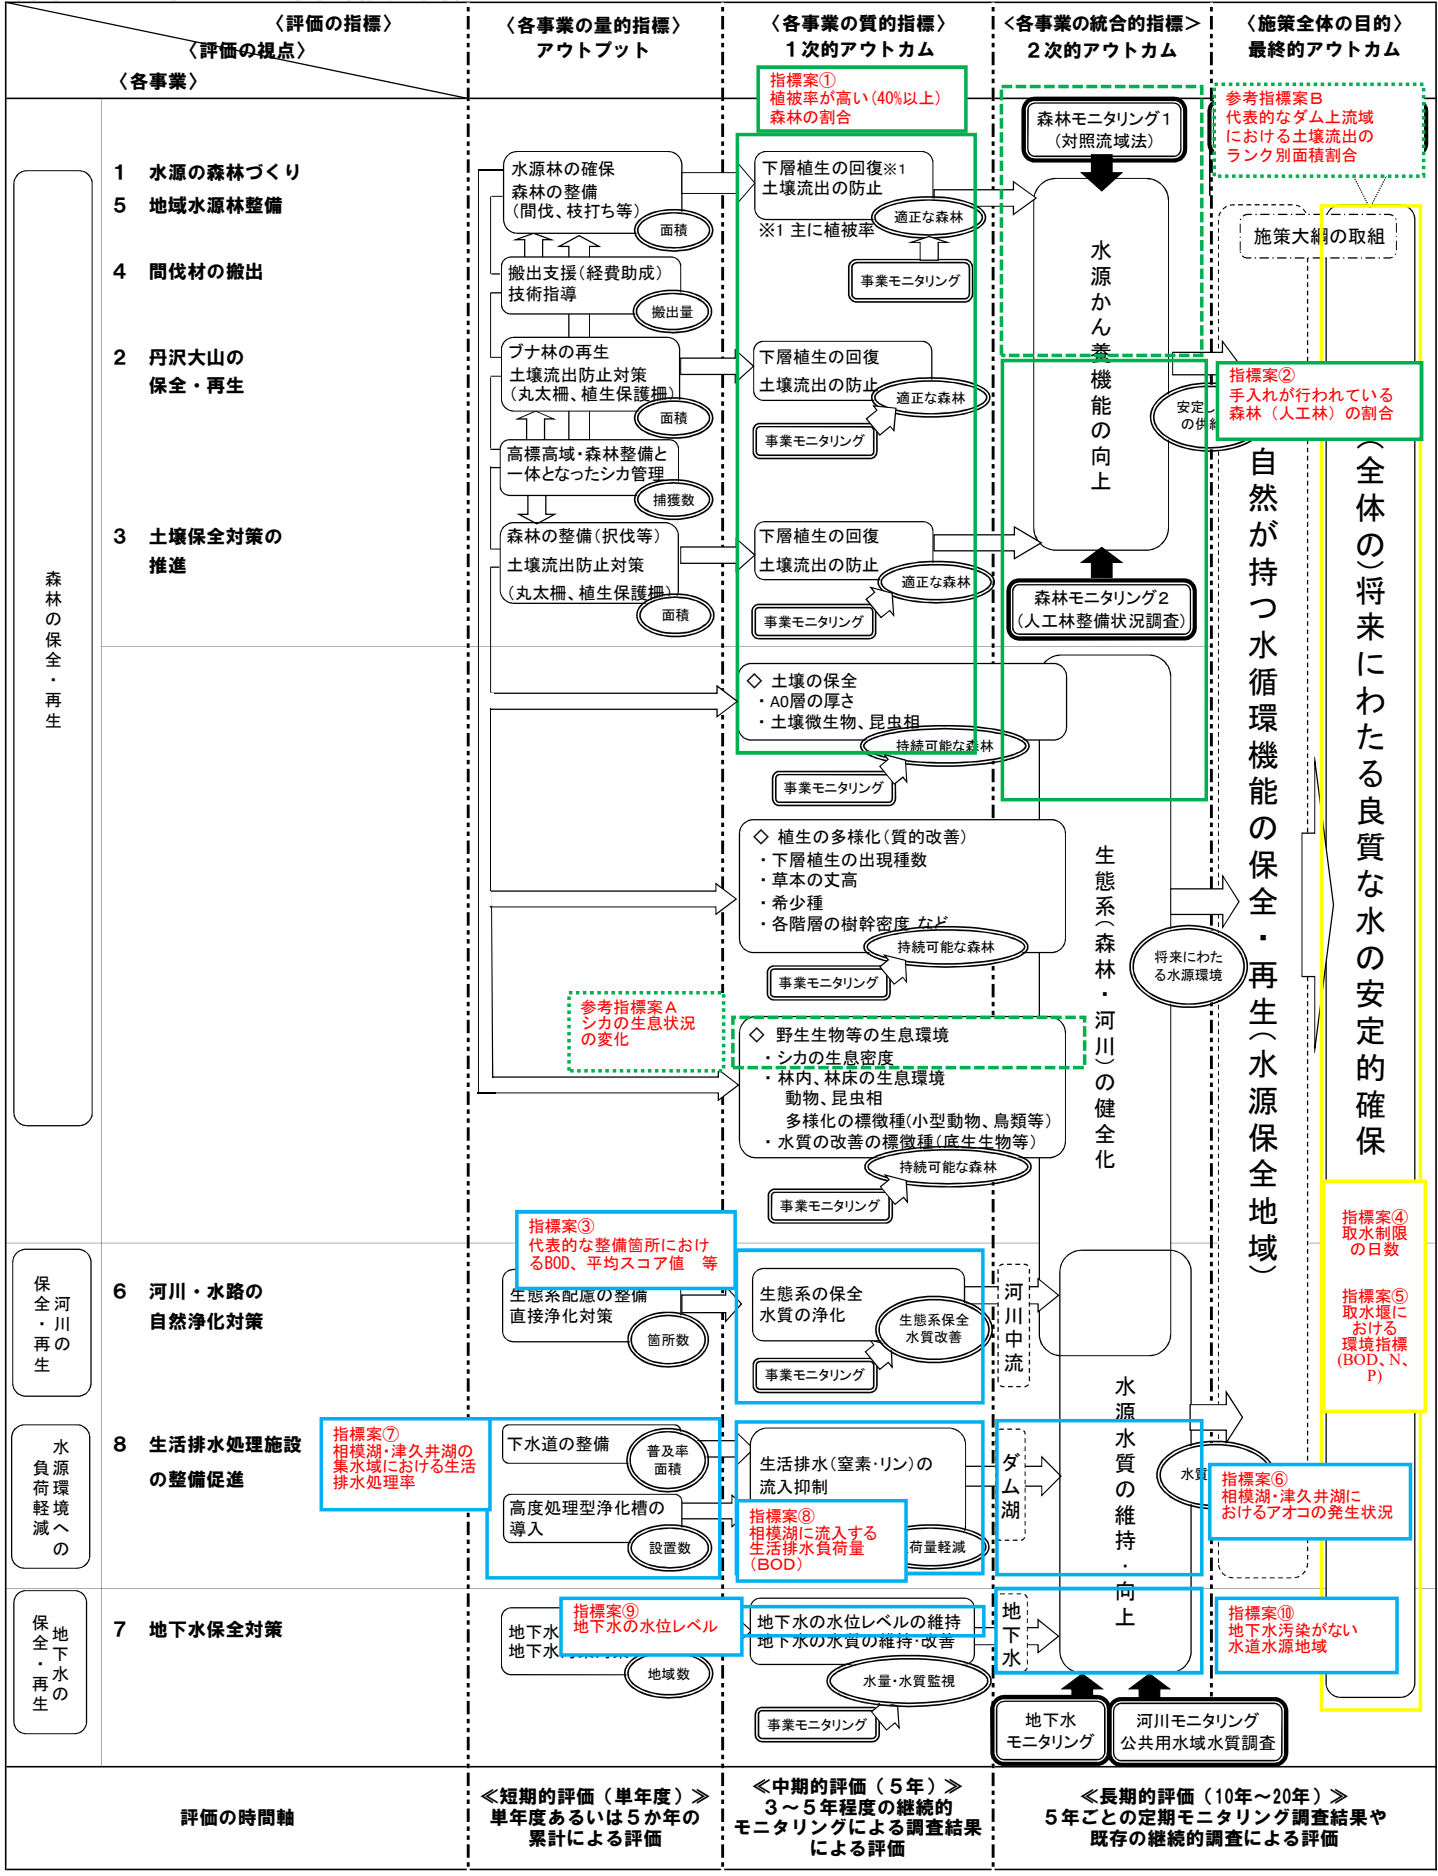 〈評価の指標〉
〈評価の視点〉
〈各事業〉
〈各事業の量的指標〉
アウトプット
〈各事業の質的指標〉
１次的アウトカム
<各事業の統合的指標>
２次的アウトカム
〈施策全体の目的〉
最終的アウトカム
指標案①
植被率が高い(40%以上)
森林の割合
森林モニタリング１
(対照流域法)
参考指標案Ｂ
代表的なダム上流域
における土壌流出の
ランク別面積割合
森林の保全・再生
1　水源の森林づくり
5　地域水源林整備
水源林の確保
森林の整備
(間伐、枝打ち等)
面積
下層植生の回復※1
土壌流出の防止
適正な森林
※1 主に植被率
事業モニタリング
水源かん養機能の向上
施策大綱の取組
4　間伐材の搬出
搬出支援(経費助成)
技術指導
搬出量
2　丹沢大山の
保全・再生
ブナ林の再生
土壌流出防止対策
(丸太柵、植生保護柵)
面積
下層植生の回復
土壌流出の防止
適正な森林
事業モニタリング
安定し
の供給
指標案②
手入れが行われている
森林（人工林）の割合
高標高域・森林整備と
一体となったシカ管理
捕獲数
3　土壌保全対策の
推進
森林の整備(択伐等)
土壌流出防止対策
(丸太柵、植生保護柵)
面積
下層植生の回復
土壌流出の防止
適正な森林
事業モニタリング
森林モニタリング２
(人工林整備状況調査)
自然が持つ水循環機能の保全・再生(水源保全地域)
(全体の)将来にわたる良質な水の安定的確保
◇ 土壌の保全
・A0層の厚さ
・土壌微生物、昆虫相
持続可能な森林
事業モニタリング
◇ 植生の多様化(質的改善)
・下層植生の出現種数
・草本の丈高
・希少種
・各階層の樹幹密度 など
持続可能な森林
事業モニタリング
生態系(森林・河川)の健全化
将来にわた
る水源環境
参考指標案Ａ
シカの生息状況
の変化
◇ 野生生物等の生息環境
・シカの生息密度
・林内、林床の生息環境
動物、昆虫相
多様化の標徴種(小型動物、鳥類等)
・水質の改善の標徴種(底生生物等)
持続可能な森林
事業モニタリング
指標案③
代表的な整備箇所におけ
るBOD、平均スコア値　等
指標案④
取水制限
の日数
指標案⑤
取水堰に
おける
環境指標
(BOD、N、
P)
河川の
保全・再生
6　河川・水路の
自然浄化対策
生態系配慮の整備
直接浄化対策
箇所数
生態系の保全
水質の浄化
生態系保全
水質改善
事業モニタリング
河川中流
水源水質の維持・向上
水源環境への
負荷軽減
8　生活排水処理施設
の整備促進
指標案⑦
相模湖・津久井湖の
集水域における生活
排水処理率
下水道の整備
普及率
面積
高度処理型浄化槽の
導入
設置数
生活排水(窒素・リン)の
流入抑制
指標案⑧
相模湖に流入する
生活排水負荷量
(BOD)
荷量軽減
ダム湖
水質
指標案⑥
相模湖・津久井湖に
おけるアオコの発生状況
地下水の
保全・再生
7　地下水保全対策
地下水
地下水
地域数
指標案⑨
地下水の水位レベル
地下水の水位レベルの維持
地下水の水質の維持・改善
水量・水質監視
事業モニタリング
地下水
指標案⑩
地下水汚染がない
水道水源地域
地下水
モニタリング
河川モニタリング
公共用水域水質調査
評価の時間軸
≪短期的評価（単年度）≫
単年度あるいは５か年の
累計による評価
≪中期的評価（５年）≫
３～５年程度の継続的
モニタリングによる調査結果
による評価
≪長期的評価（10年～20年）≫
５年ごとの定期モニタリング調査結果や
既存の継続的調査による評価